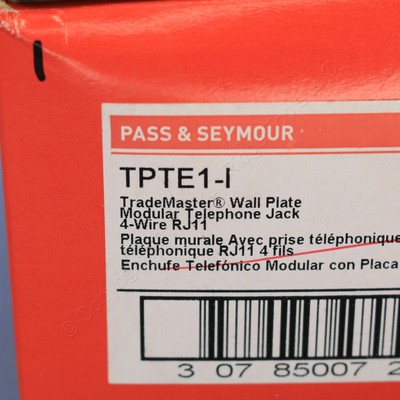 PASS & SEYMOUR
TPTE1-I
TradeMaster® Wall Plate
Modular Telephone Jack
4-Wire RJ11
Plaque murale Avec prise téléphonique
téléphonique RJ11 4 fils
Enchufe Telefónico Modular con Placa
3 07 85007 2